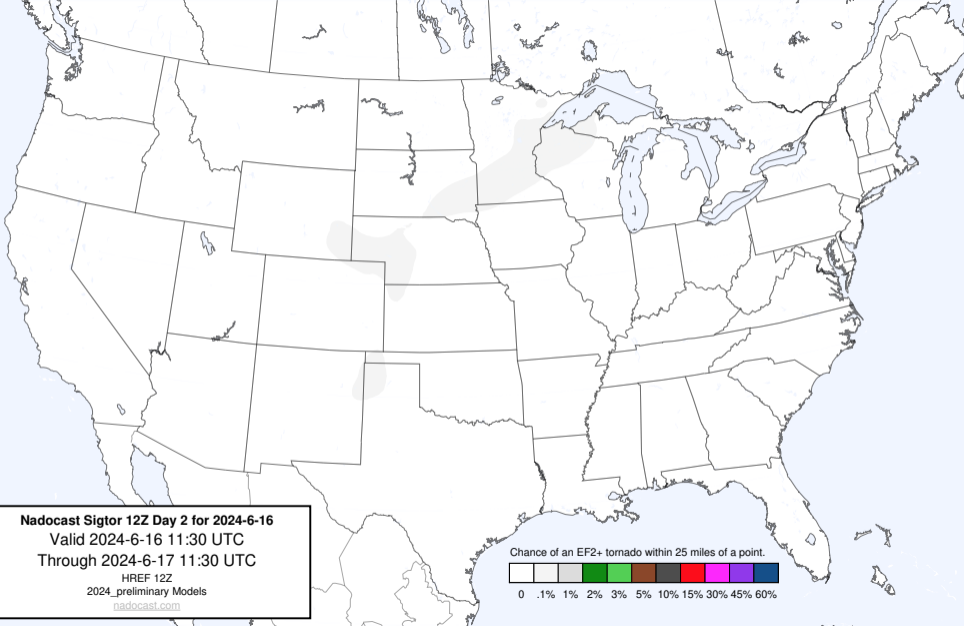 Nadocast Sigtor 12Z Day 2 for 2024-6-16
Valid 2024-6-16 11:30 UTC
Through 2024-6-17 11:30 UTC
HREF 12Z
2024_preliminary Models
nadocast.com
Chance of an EF2+ tornado within 25 miles of a point.
0 .1% 1% 2% 3% 5% 10% 15% 30% 45% 60%